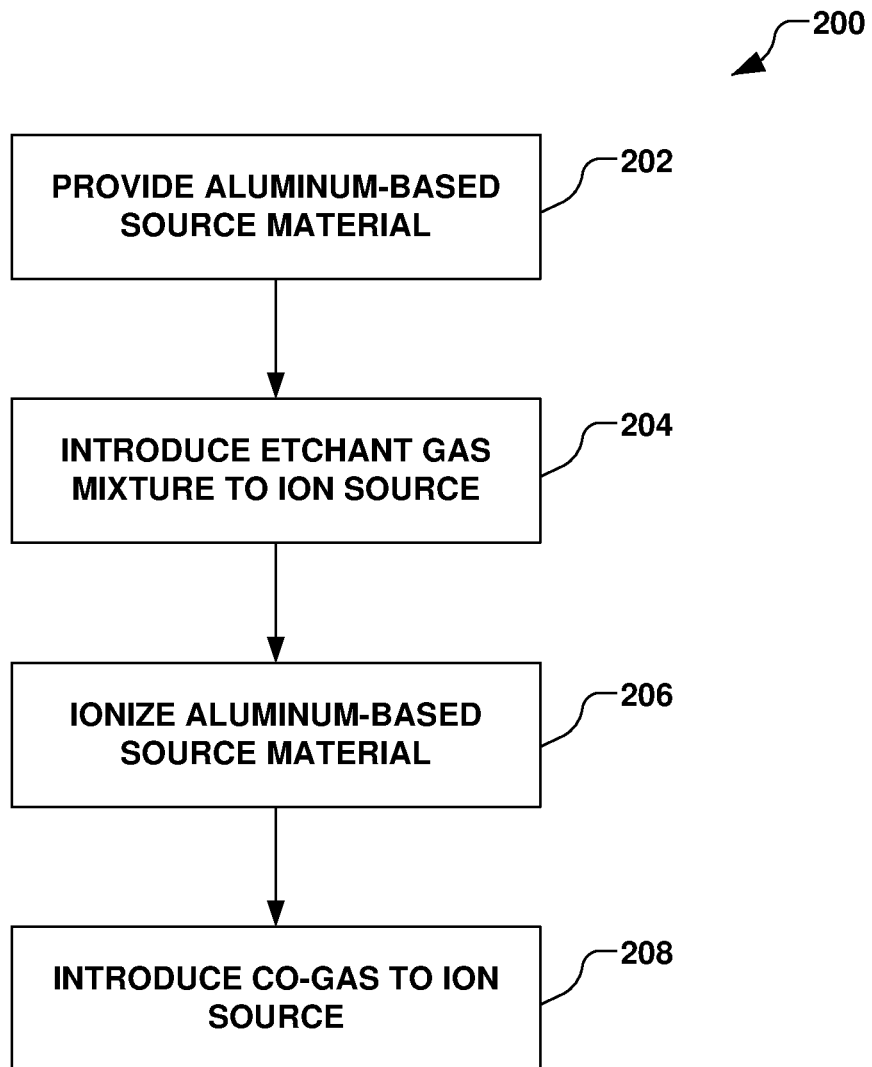 200
PROVIDE ALUMINUM-BASED
SOURCE MATERIAL
202
INTRODUCE ETCHANT GAS
MIXTURE TO ION SOURCE
204
IONIZE ALUMINUM-BASED
SOURCE MATERIAL
206
INTRODUCE CO-GAS TO ION
SOURCE
208